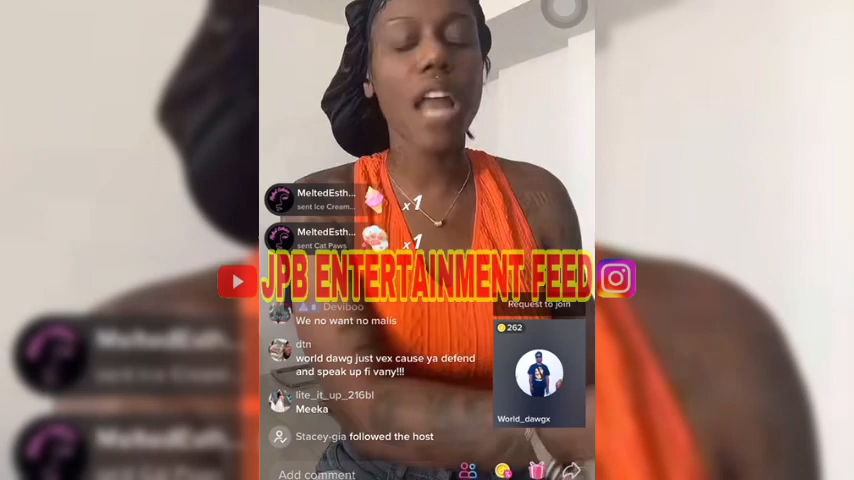 MeltedEsth...
sent Ice Cream...
x1
MeltedEsth...
sent Cat Paws
x1
JPB ENTERTAINMENT FEED
Request to join
8 Deviboo
We no want no malis
262
dtn
world dawg just vex cause ya defend
and speak up fi vany!!!
lite_it_up_216bl
Meeka
World_dawgx
Stacey-gia followed the host
Add comment